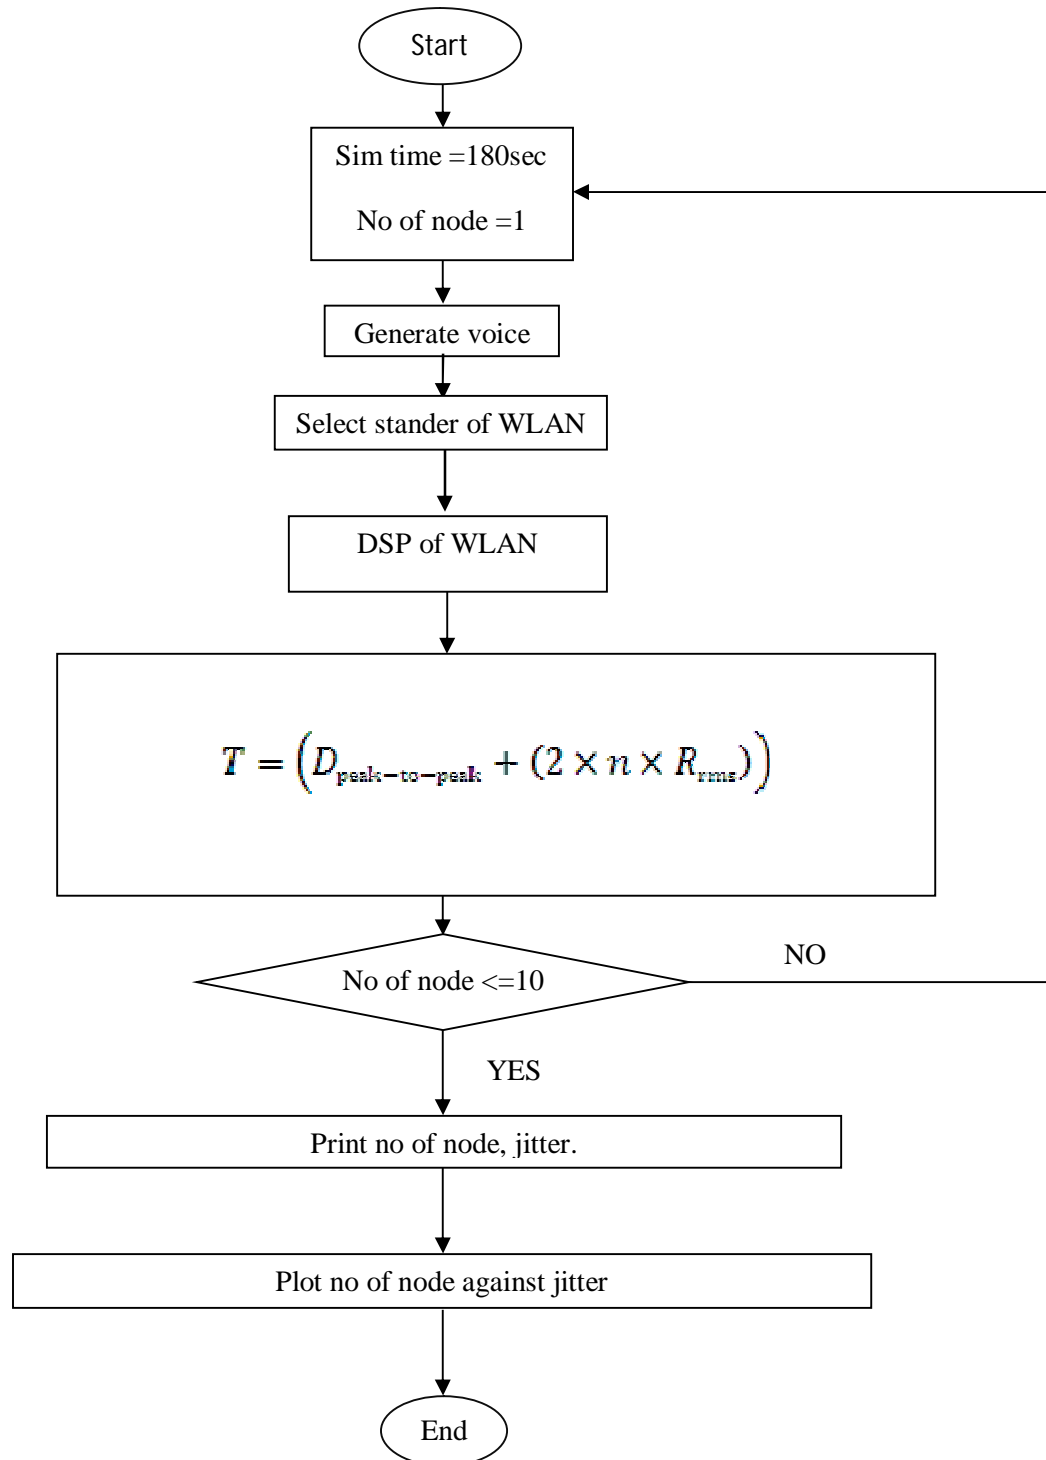 Start
Sim time =180sec
No of node =1
Generate voice
Select stander of WLAN
DSP of WLAN
T = (D peak-to-peak + (2 × n × R rms))
No of node <=10
NO
YES
Print no of node, jitter.
Plot no of node against jitter
End